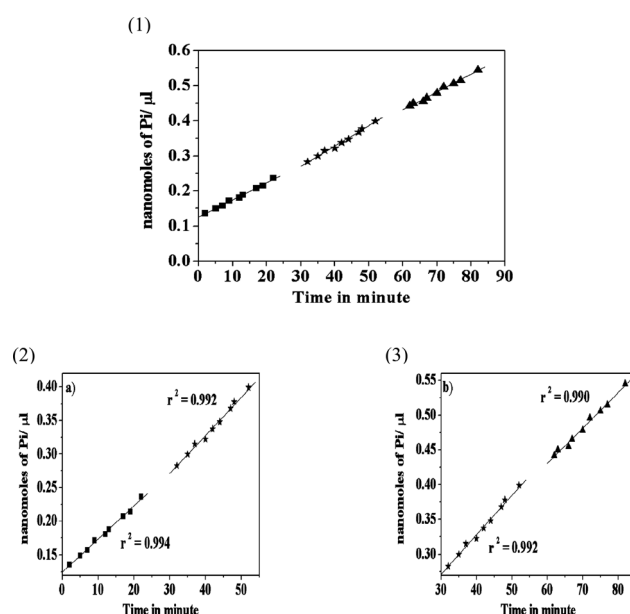 (1)
0.6
0.5
0.4
0.3
0.2
0.1
0.0
nanomoles of Pi/ μl
0 10 20 30 40 50 60 70 80 90
Time in minute
(2)
a)
r² = 0.992
0.40
0.35
0.30
0.25
0.20
0.15
nanomoles of Pi/ μl
r² = 0.994
0 10 20 30 40 50
Time in minute
(3)
b)
r² = 0.990
0.55
0.50
0.45
0.40
0.35
0.30
nanomoles of Pi/ μl
r² = 0.992
30 40 50 60 70 80
Time in minute